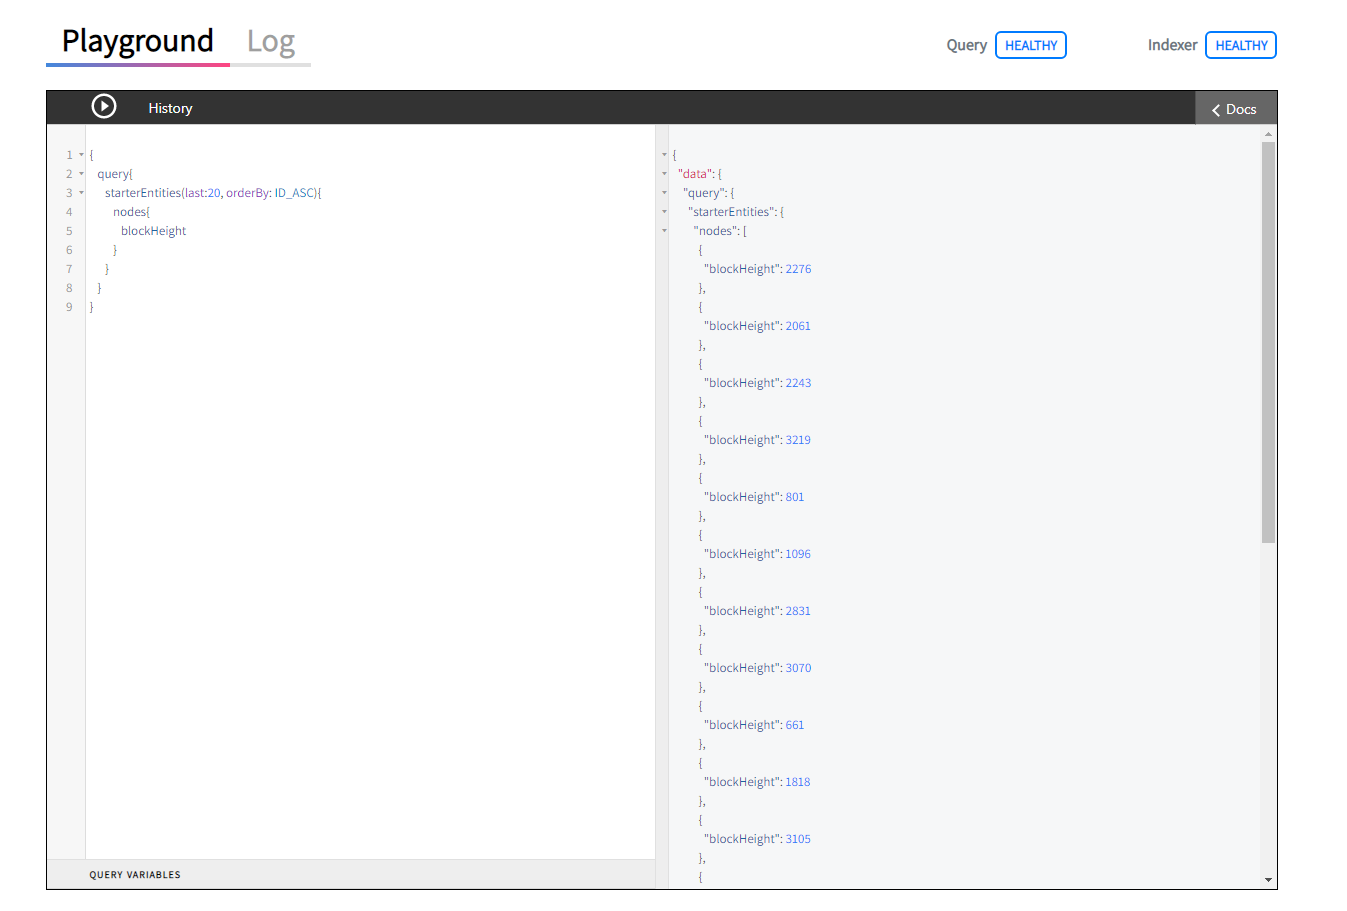 Playground Log Query HEALTHY Indexer HEALTHY
History Docs
1 {
2 query{
3 starterEntities(last:20, orderBy: ID_ASC){
4 nodes{
5 blockHeight
6 }
7 }
8 }
9 }
QUERY VARIABLES
{
"data": {
"query": {
"starterEntities": {
"nodes": [
{
"blockHeight": 2276
},
{
"blockHeight": 2061
},
{
"blockHeight": 2243
},
{
"blockHeight": 3219
},
{
"blockHeight": 801
},
{
"blockHeight": 1096
},
{
"blockHeight": 2831
},
{
"blockHeight": 3070
},
{
"blockHeight": 661
},
{
"blockHeight": 1818
},
{
"blockHeight": 3105
},
{